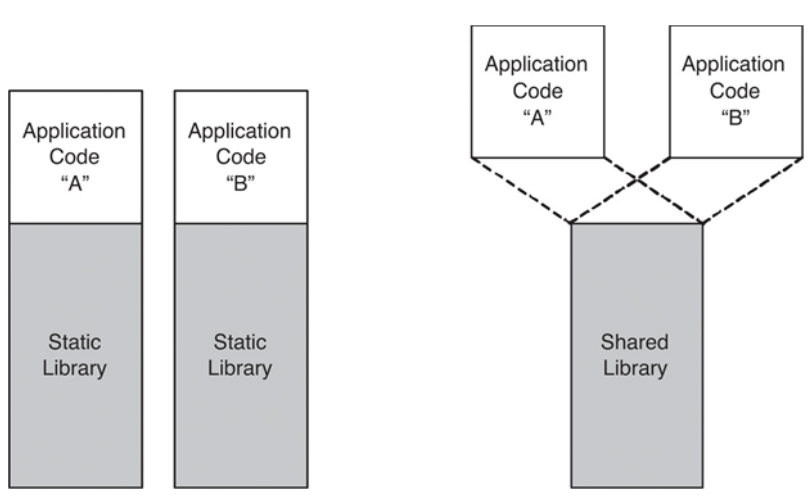 Application
Code
“A”
Application
Code
“B”
Static
Library
Static
Library
Application
Code
“A”
Application
Code
“B”
Shared
Library